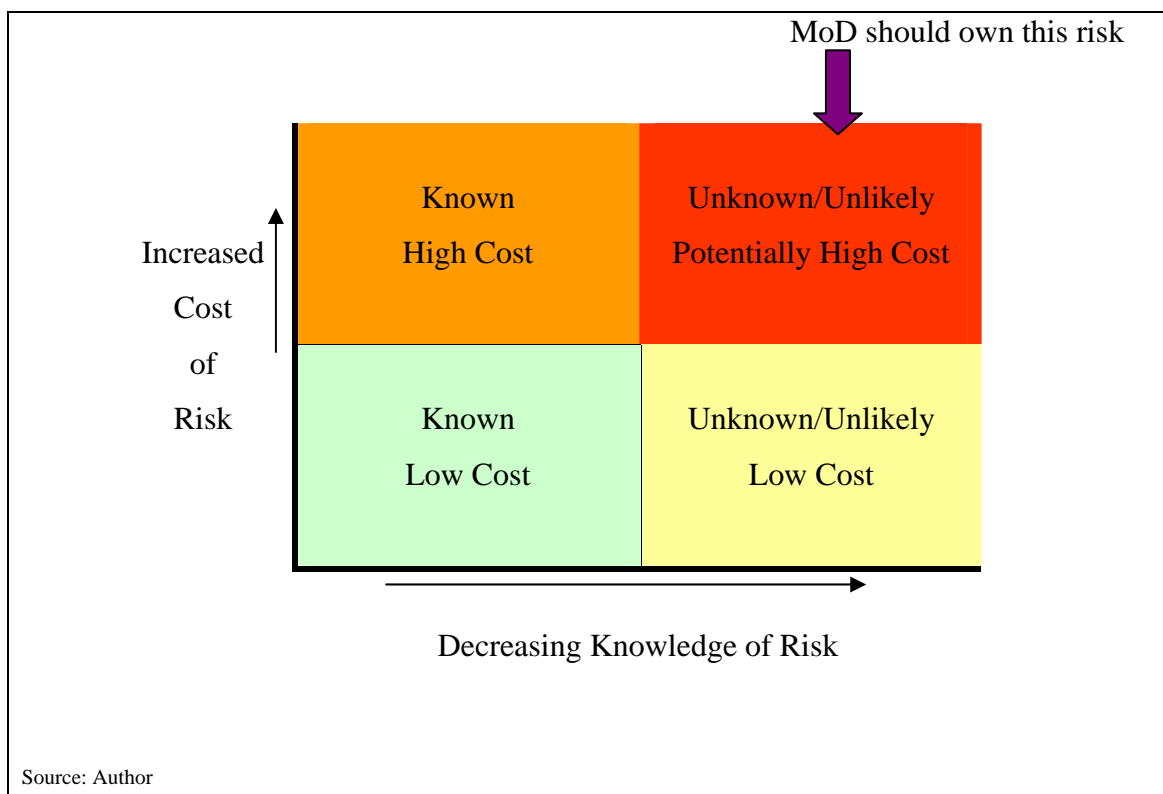 MoD should own this risk
Known
High Cost
Unknown/Unlikely
Potentially High Cost
Increased
Cost
of
Risk
Known
Low Cost
Unknown/Unlikely
Low Cost
Decreasing Knowledge of Risk
Source: Author